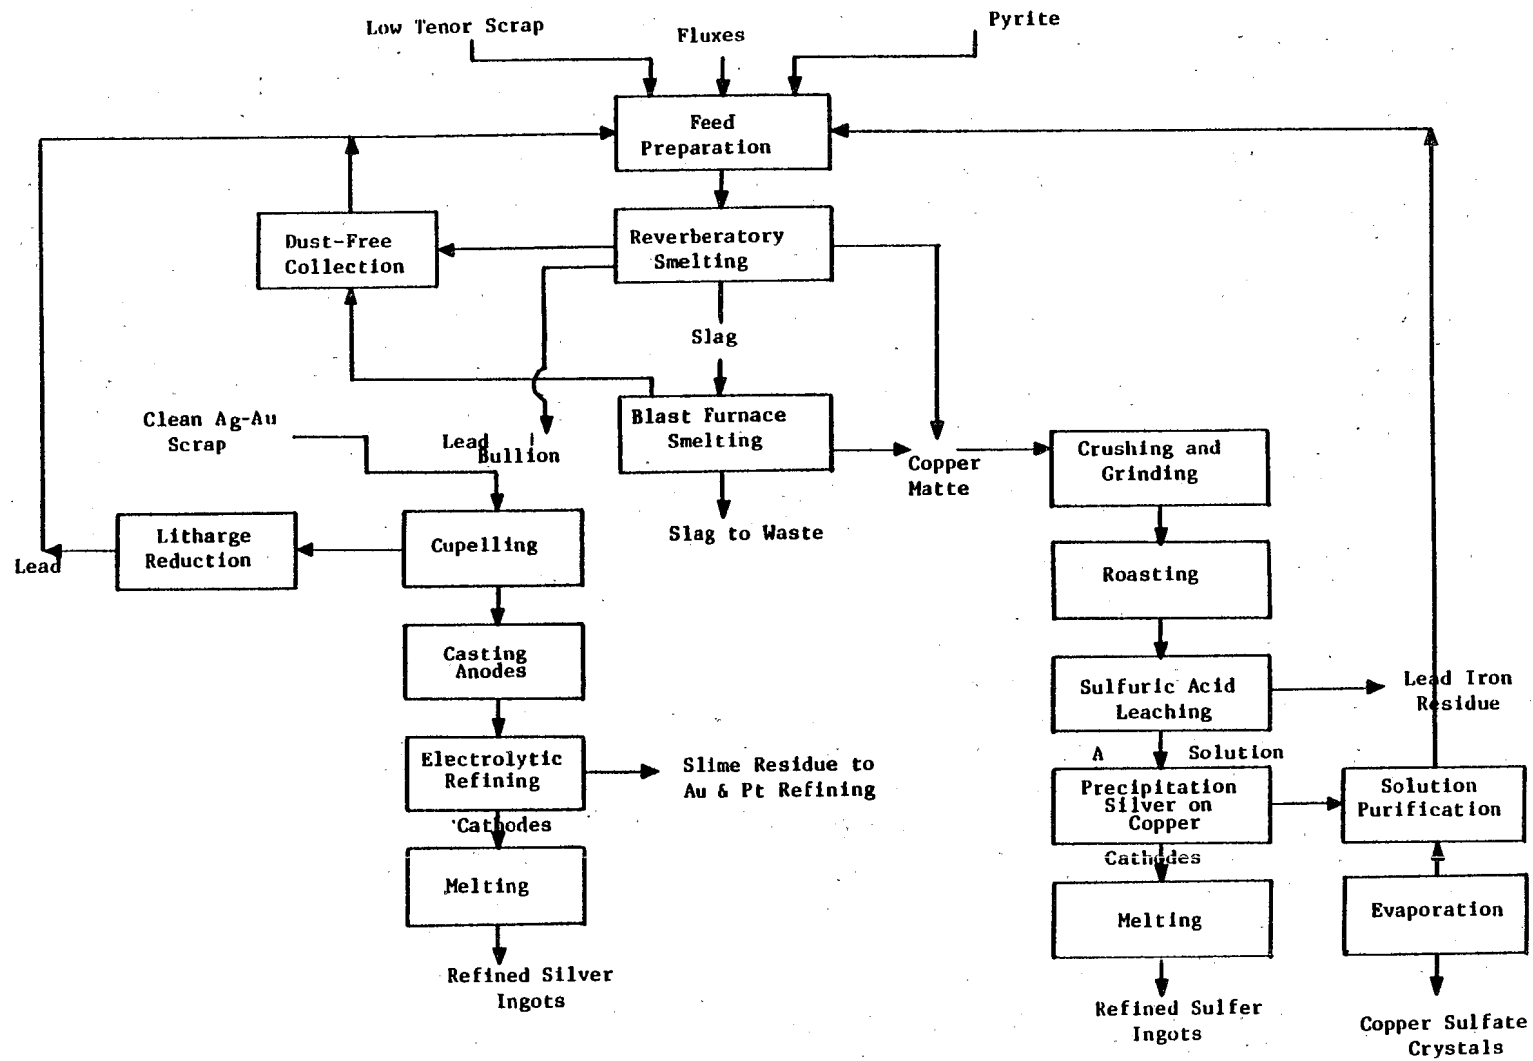 Low Tenor Scrap
Fluxes
Pyrite
Feed
Preparation
Dust-Free
Collection
Reverberatory
Smelting
Slag
Clean Ag-Au
Scrap
Lead
Bullion
Blast Furnace
Smelting
Copper
Matte
Crushing and
Grinding
Slag to Waste
Lead
Litharge
Reduction
Cupelling
Roasting
Casting
Anodes
Sulfuric Acid
Leaching
Lead Iron
Residue
Electrolytic
Refining
Slime Residue to
Au & Pt Refining
A
Solution
Precipitation
Silver on
Copper
Solution
Purification
Cathodes
Cathodes
Melting
Melting
Evaporation
Refined Silver
Ingots
Refined Sulfer
Ingots
Copper Sulfate
Crystals